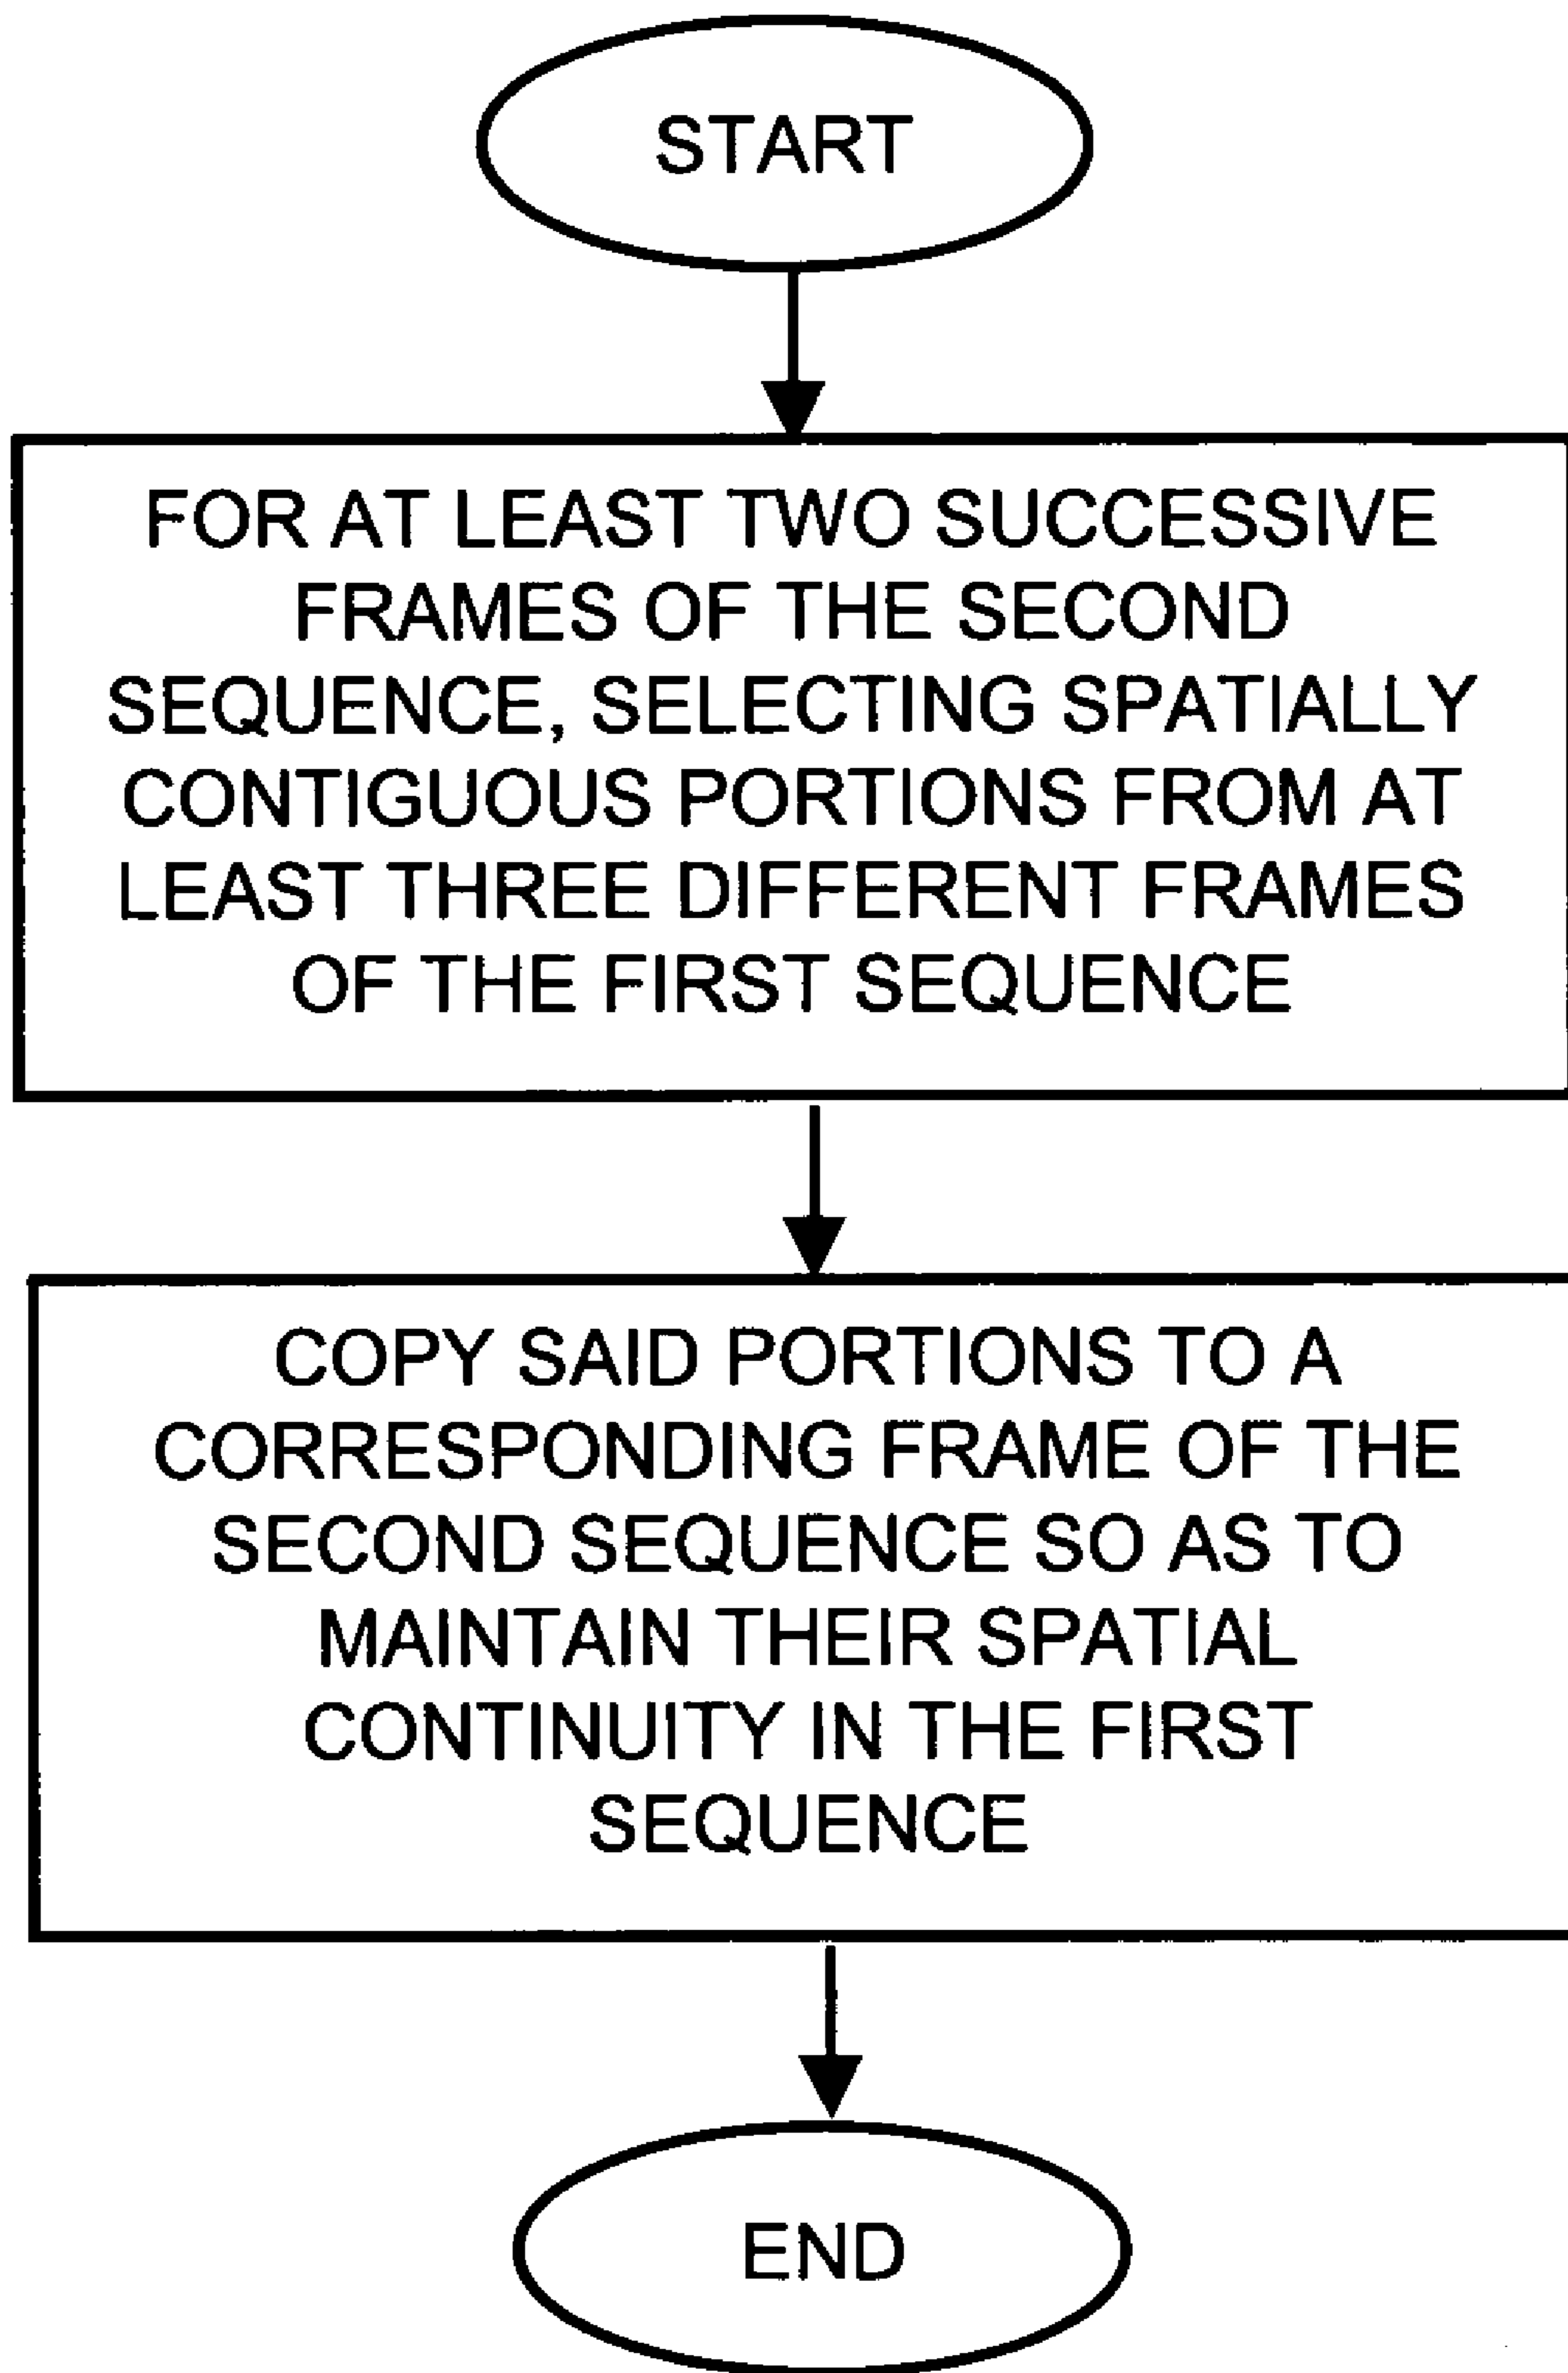 START
FOR AT LEAST TWO SUCCESSIVE
FRAMES OF THE SECOND
SEQUENCE, SELECTING SPATIALLY
CONTIGUOUS PORTIONS FROM AT
LEAST THREE DIFFERENT FRAMES
OF THE FIRST SEQUENCE
COPY SAID PORTIONS TO A
CORRESPONDING FRAME OF THE
SECOND SEQUENCE SO AS TO
MAINTAIN THEIR SPATIAL
CONTINUITY IN THE FIRST
SEQUENCE
END